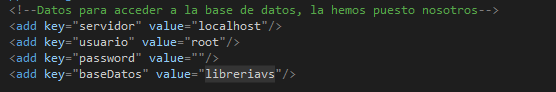 <!--Datos para acceder a la base de datos, la hemos puesto nosotros-->
<add key="servidor" value="localhost"/>
<add key="usuario" value="root"/>
<add key="password" value=""/>
<add key="baseDatos" value="libreriavs"/>